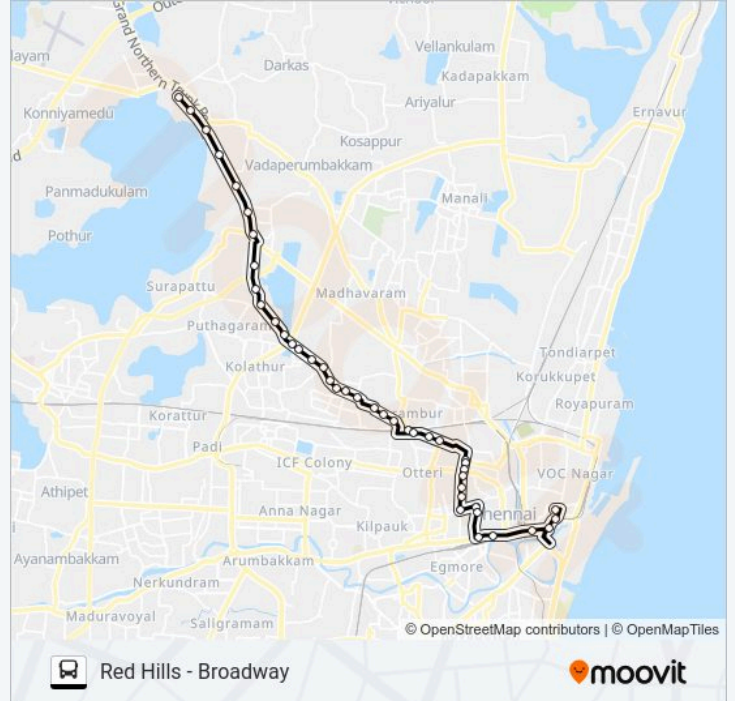 Outer
Grand Northern Trunk R
Vellankulam
Darkas
Kadapakkam
layam
Ariyalur
Ernavur
Konniyamedu
Kosappur
Vadaperumbakkam
Panmadukulam
Manali
Pothur
Surapattu
Madhavaram
Puthagaram
Tondiarpet
Kolathur
Korukkupet
Royapuram
Korattur
ambur
Padi
ICF Colony
Otteri
VOC Nagar
Athipet
Anna Nagar
Chennai
Kilpauk
Ayanambakkam
Arumbakkam
Egmore
Nerkundram
Maduravoyal
Saligramam
© OpenStreetMap contributors | © OpenMapTiles
Red Hills - Broadway
moovit